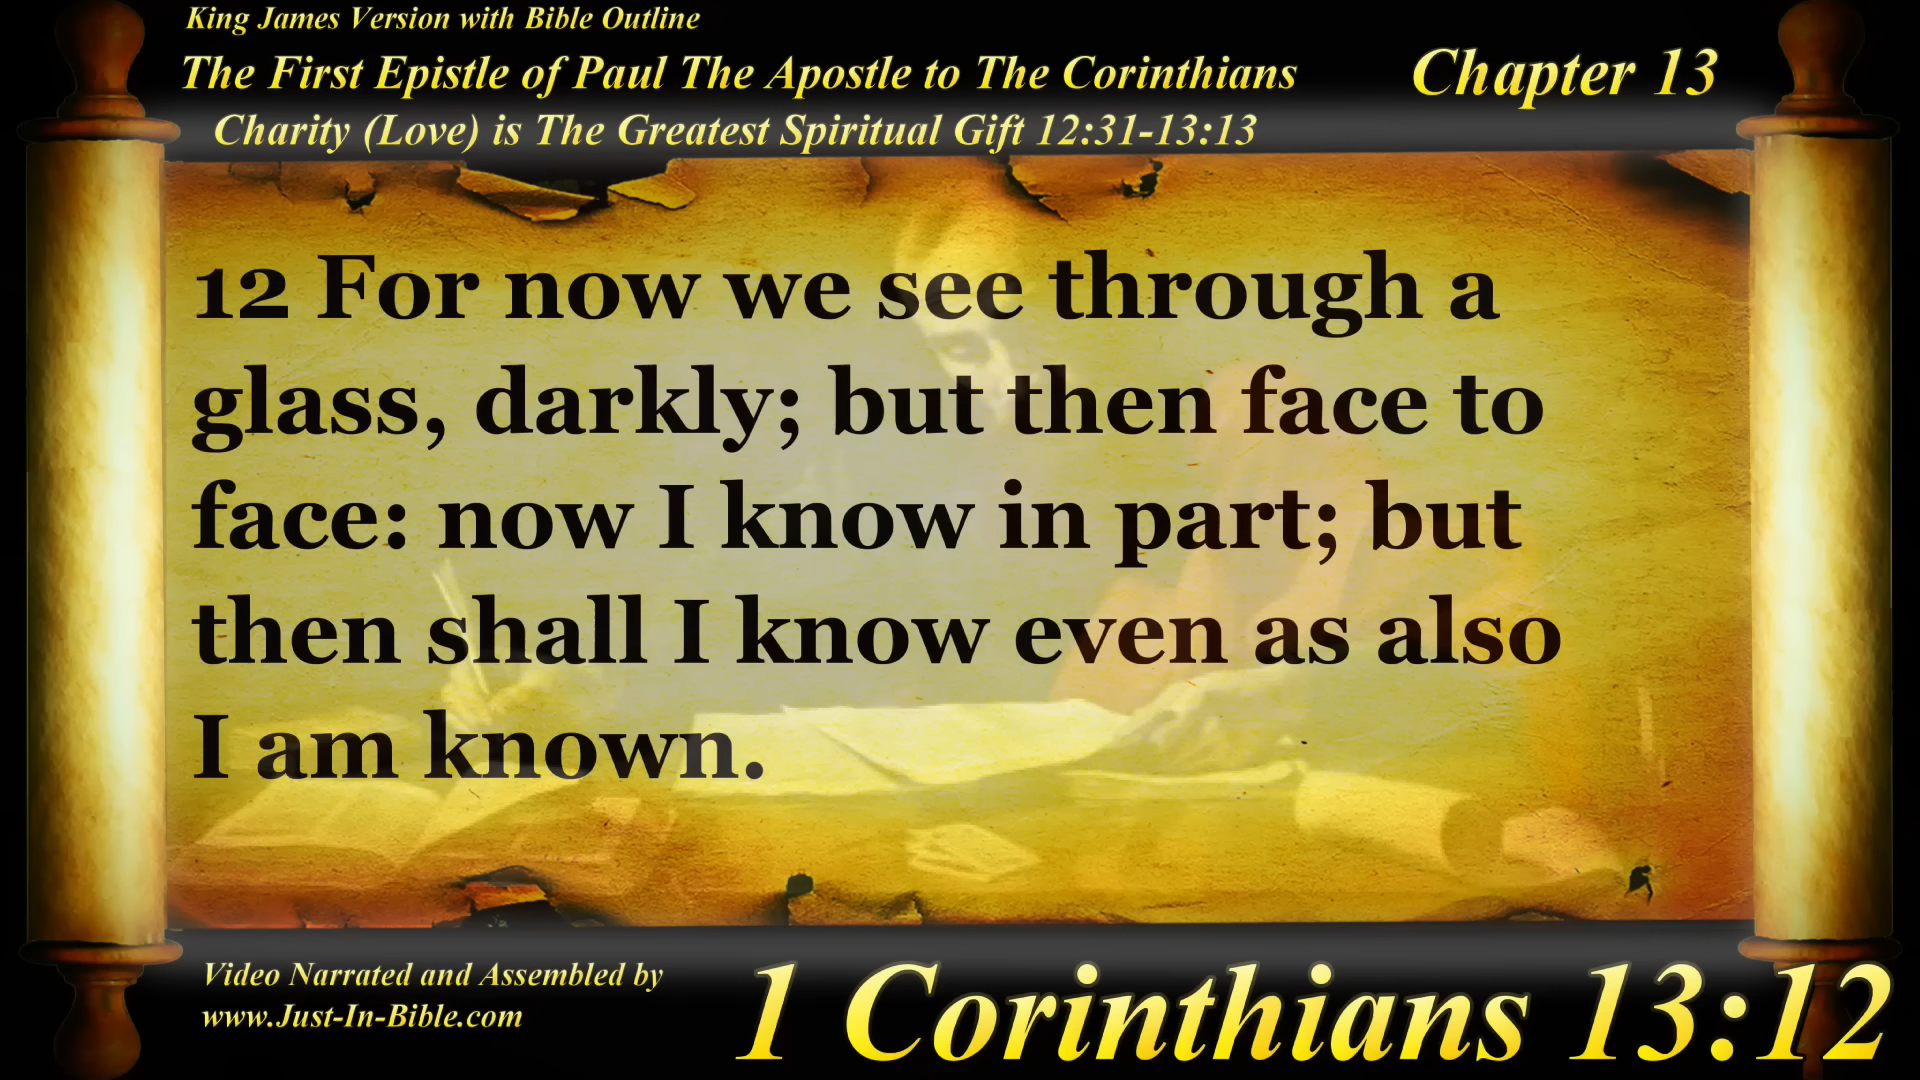 King James Version with Bible Outline
The First Epistle of Paul The Apostle to The Corinthians
Chapter 13
Charity (Love) is The Greatest Spiritual Gift 12:31-13:13
12 For now we see through a
glass, darkly; but then face to
face: now I know in part; but
then shall I know even as also
I am known.
Video Narrated and Assembled by
www.Just-In-Bible.com
1 Corinthians 13:12